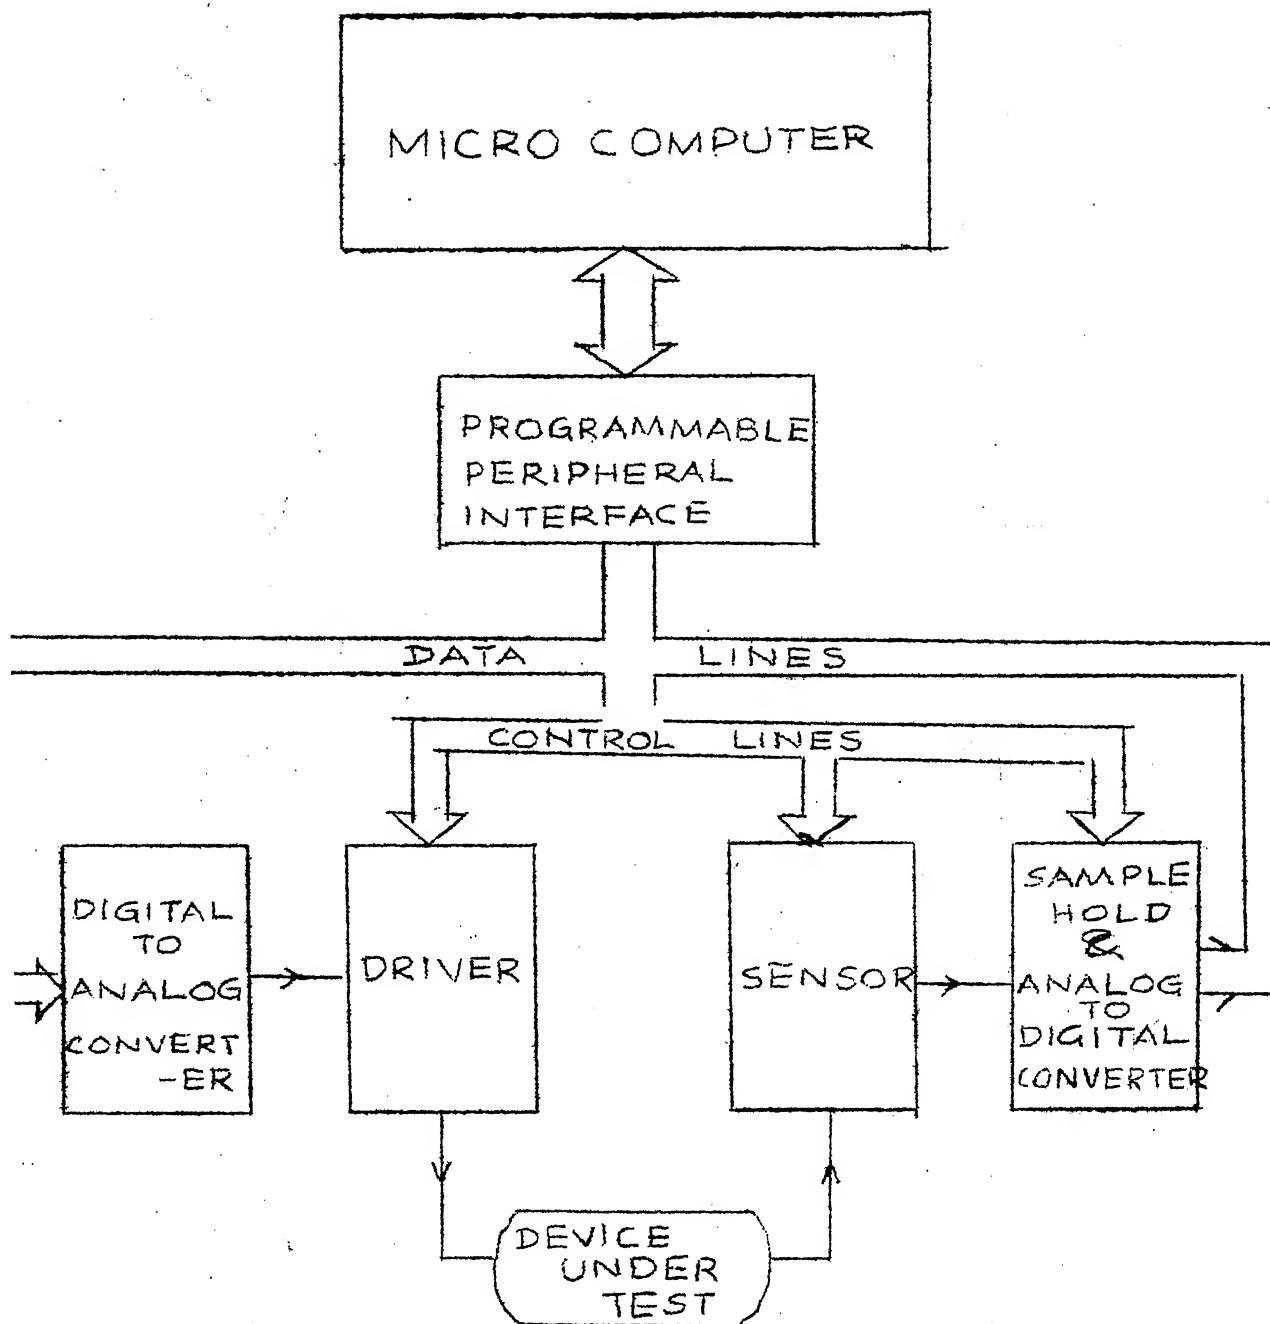 MICRO COMPUTER
PROGRAMMABLE
PERIPHERAL
INTERFACE
DATA LINES
CONTROL LINES
DIGITAL
TO
ANALOG
CONVERT
-ER
DRIVER
SENSOR
SAMPLE
HOLD
&
ANALOG
TO
DIGITAL
CONVERTER
DEVICE
UNDER
TEST